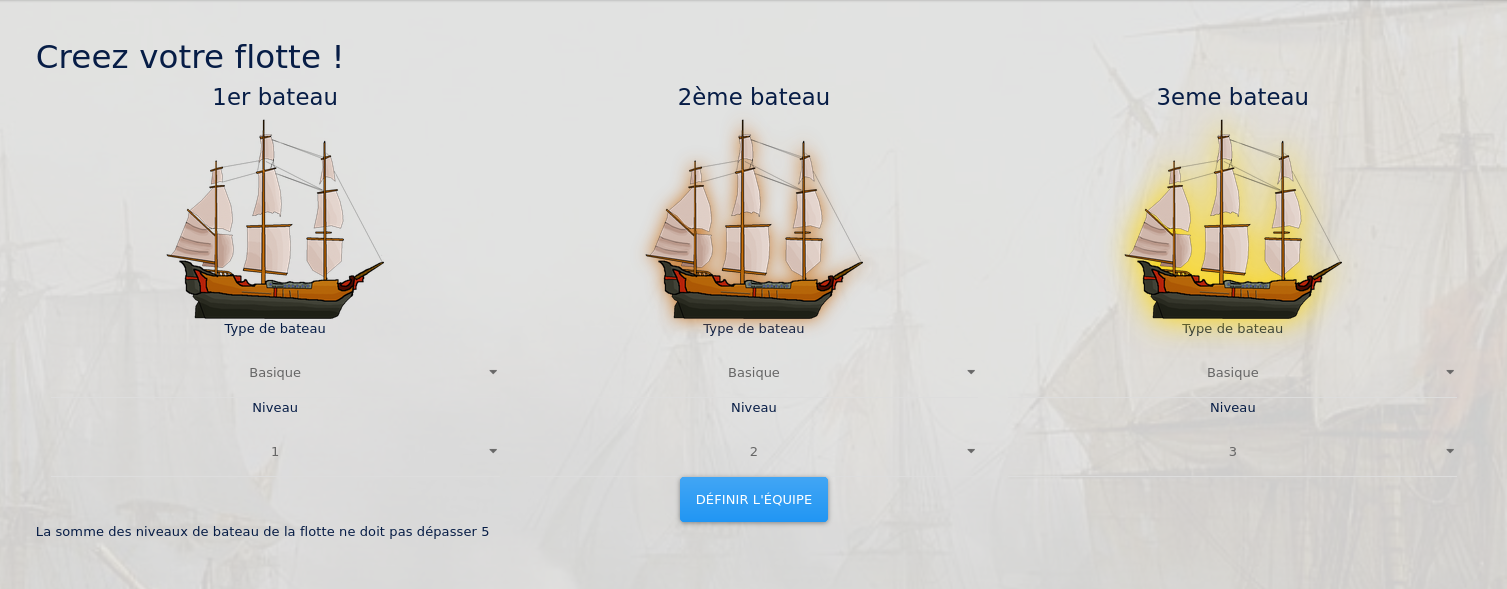 Creez votre flotte !
1er bateau
2ème bateau
3eme bateau
Type de bateau
Type de bateau
Type de bateau
Basique
Basique
Basique
Niveau
Niveau
Niveau
1
2
3
DÉFINIR L'ÉQUIPE
La somme des niveaux de bateau de la flotte ne doit pas dépasser 5